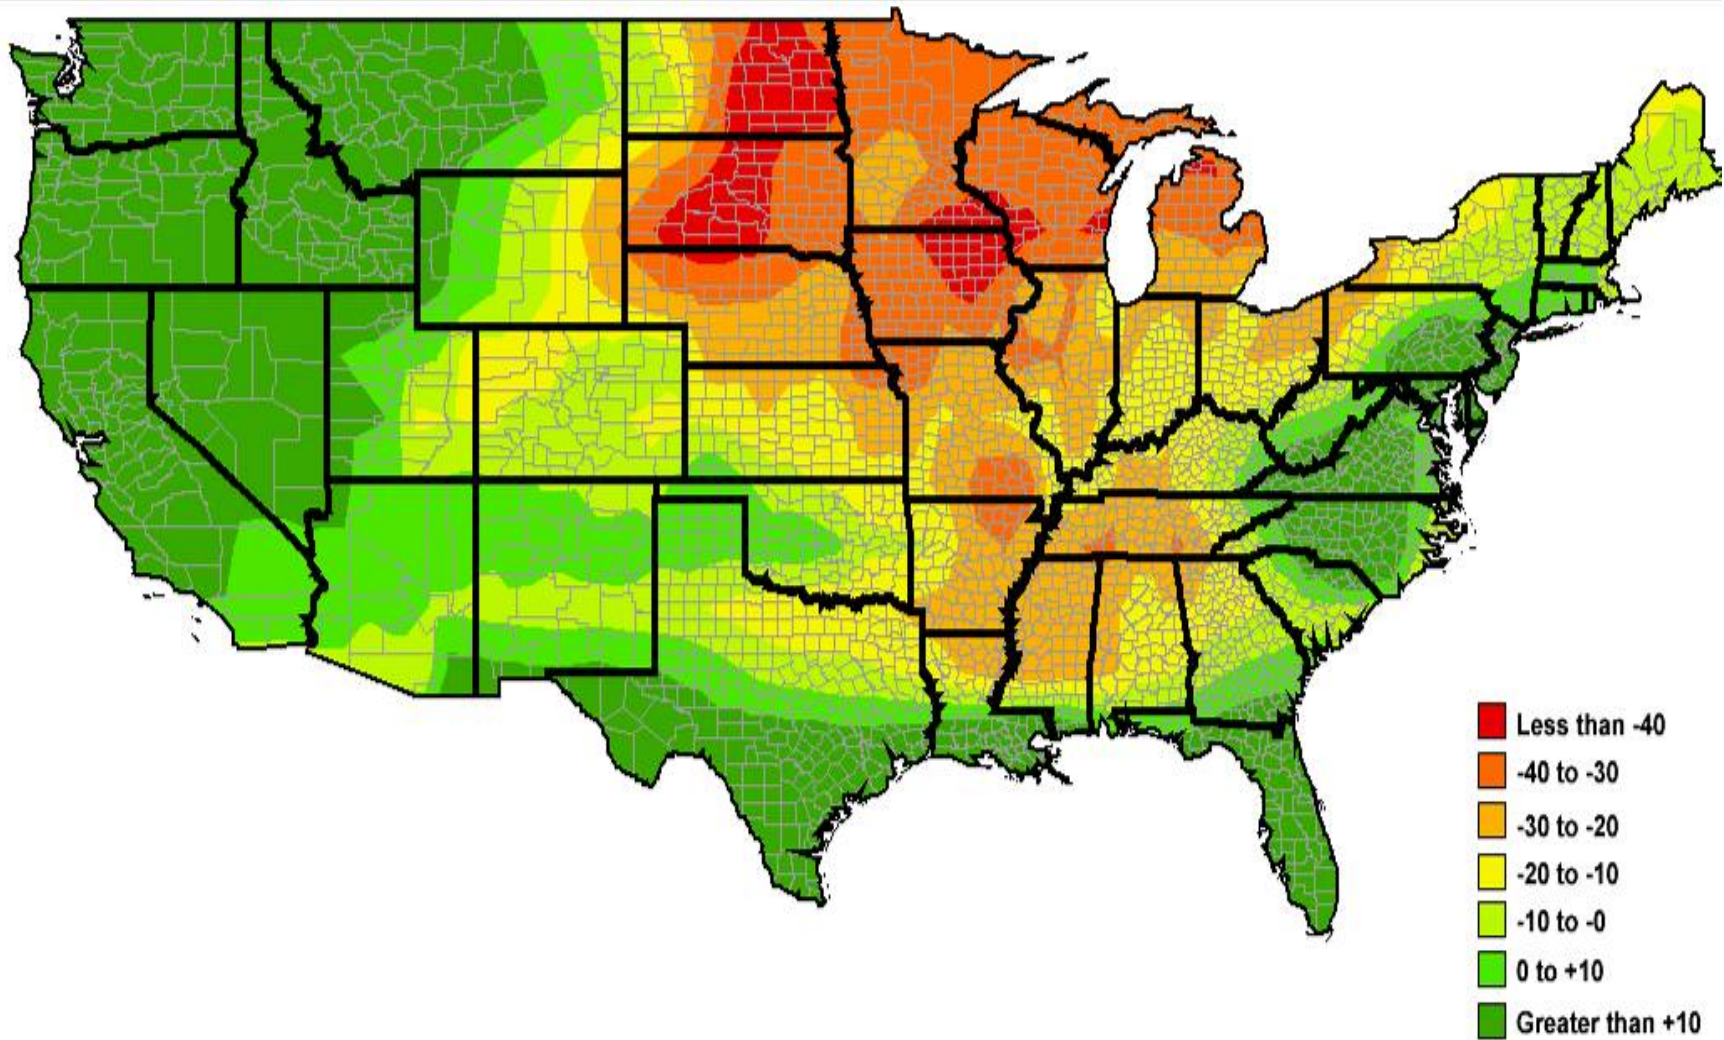 Less than -40
-40 to -30
-30 to -20
-20 to -10
-10 to -0
0 to +10
Greater than +10